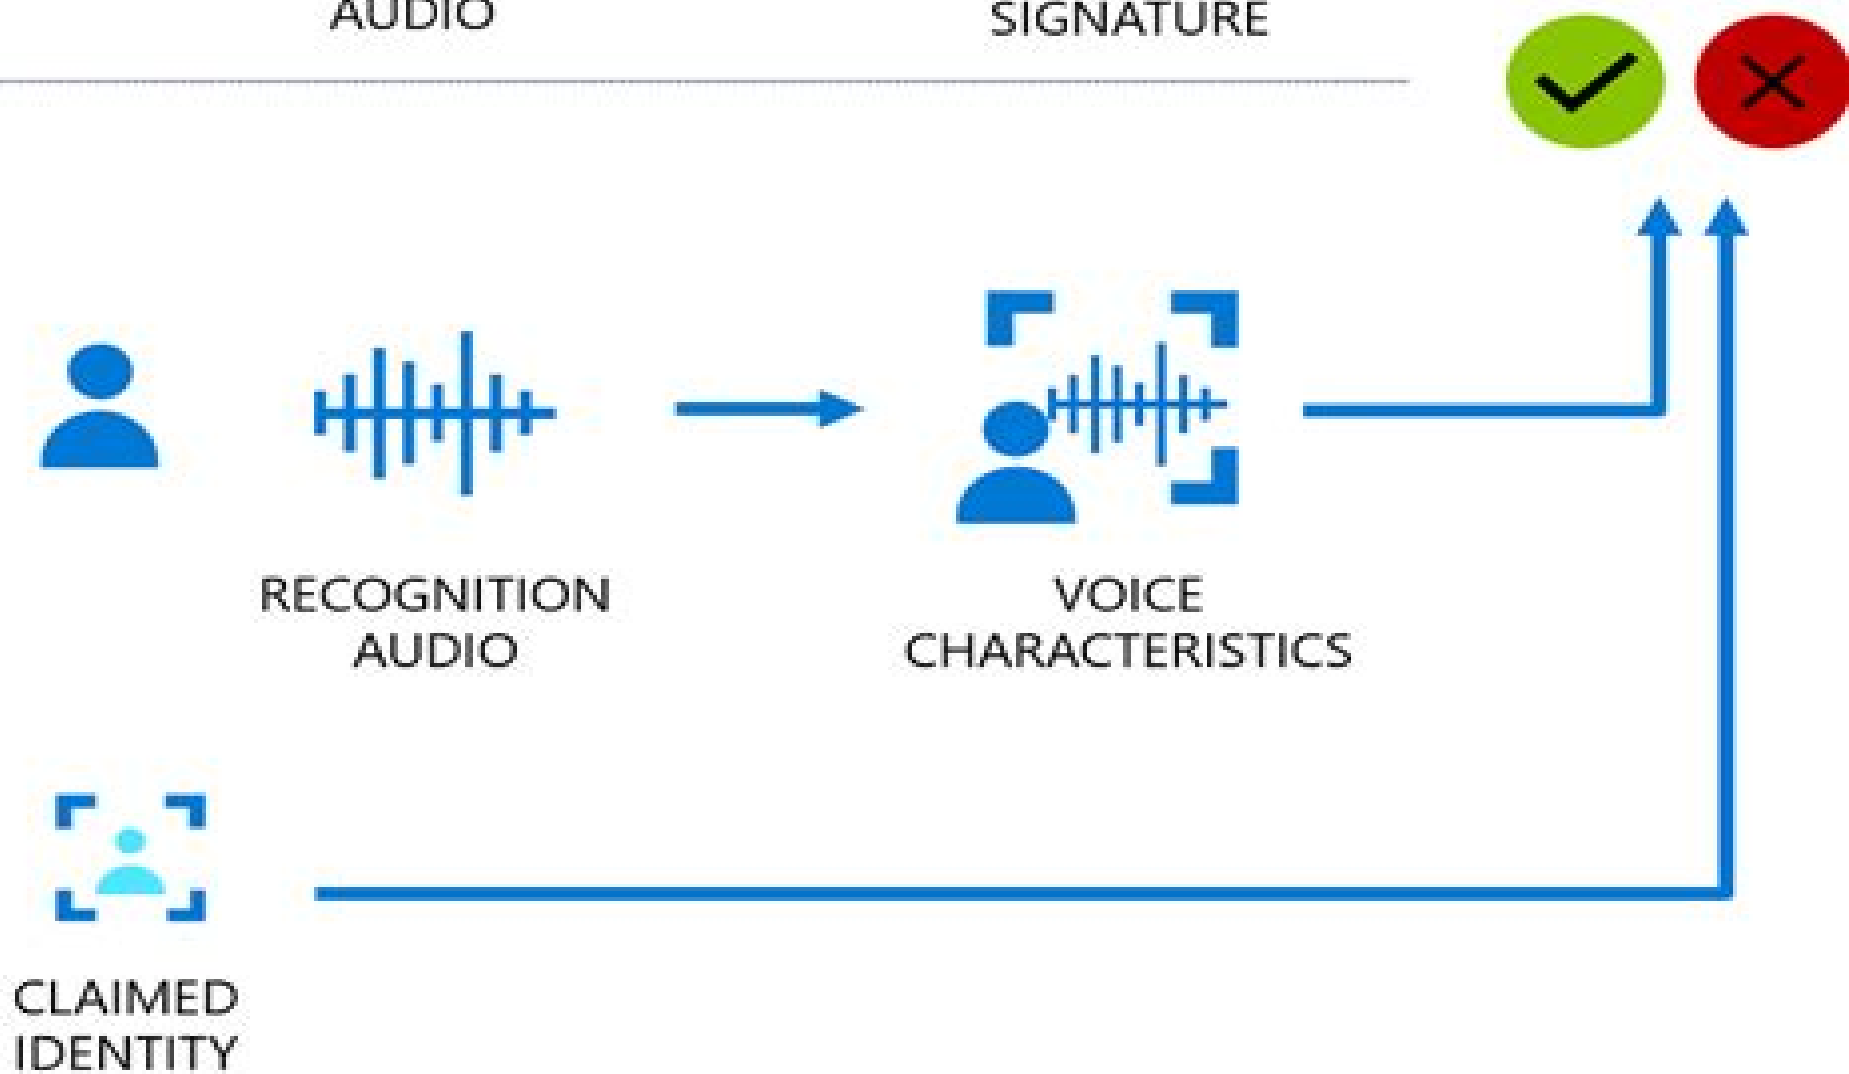 AUDIO
SIGNATURE
RECOGNITION
AUDIO
VOICE
CHARACTERISTICS
CLAIMED
IDENTITY